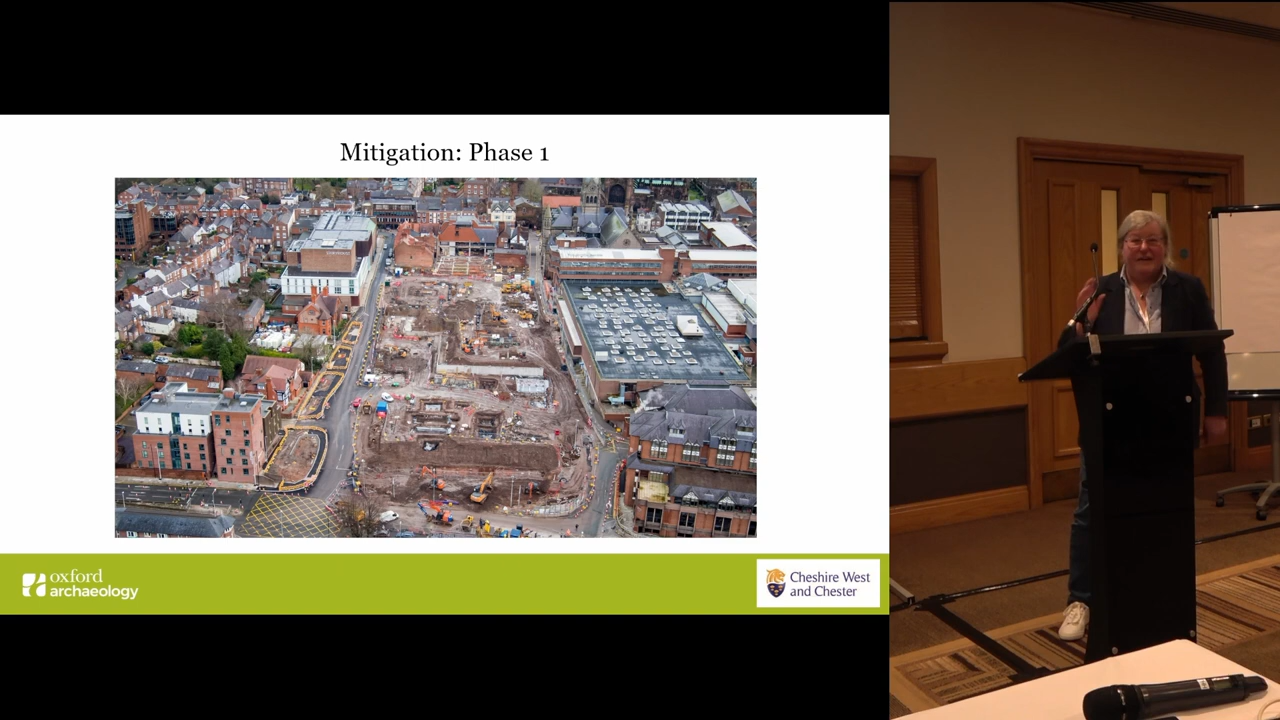 Mitigation: Phase 1
oxford
archaeology
Cheshire West
and Chester